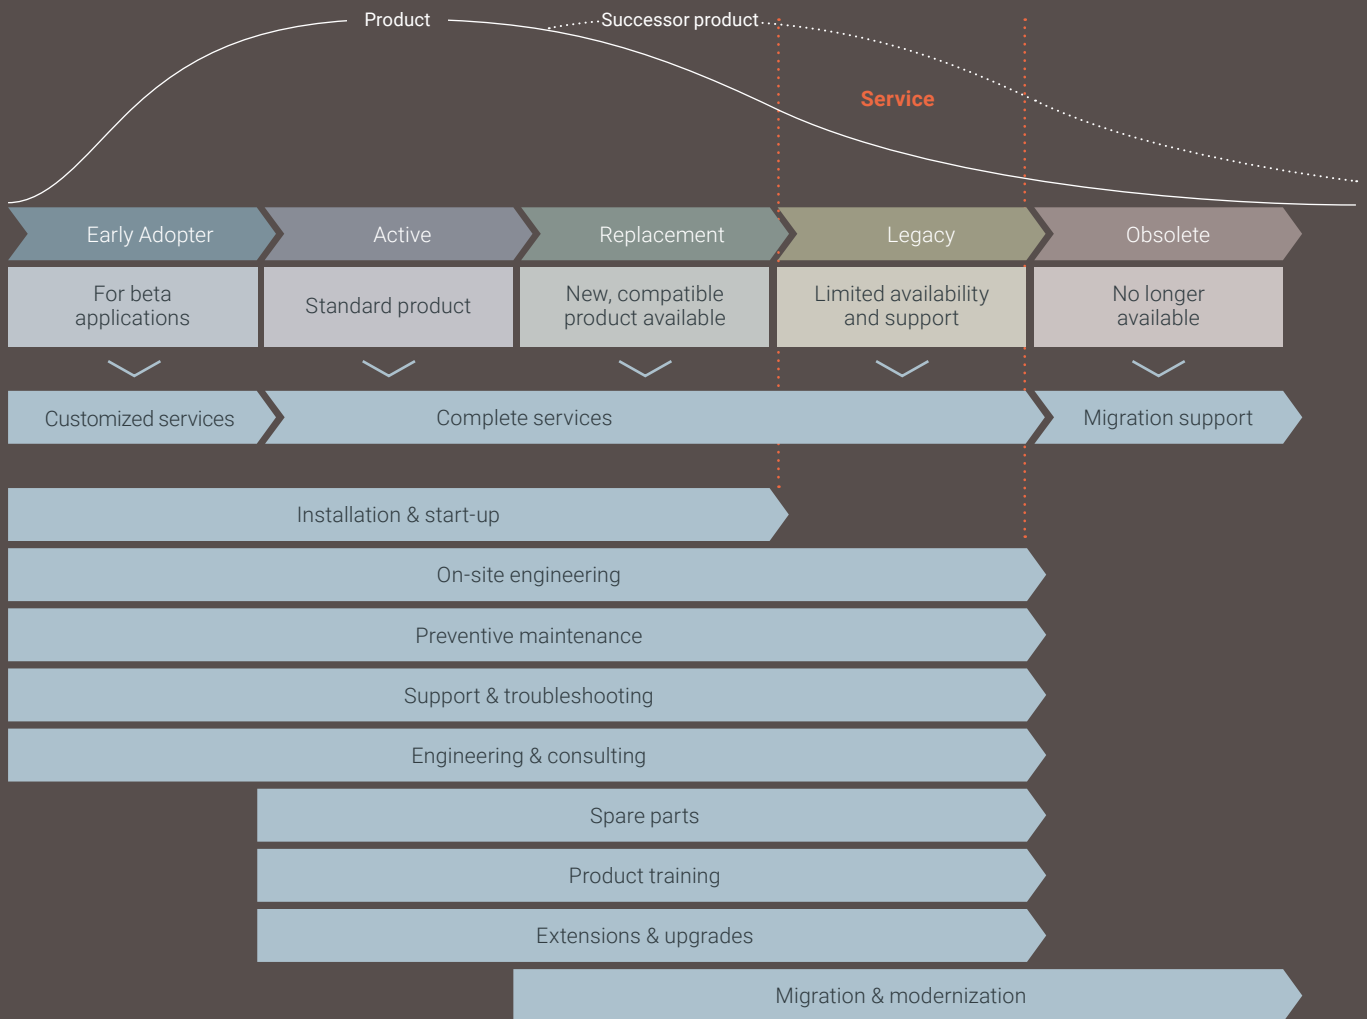 Product
Successor product
Service
Early Adopter
Active
Replacement
Legacy
Obsolete
For beta
applications
Standard product
New, compatible
product available
Limited availability
and support
No longer
available
Customized services
Complete services
Migration support
Installation & start-up
On-site engineering
Preventive maintenance
Support & troubleshooting
Engineering & consulting
Spare parts
Product training
Extensions & upgrades
Migration & modernization